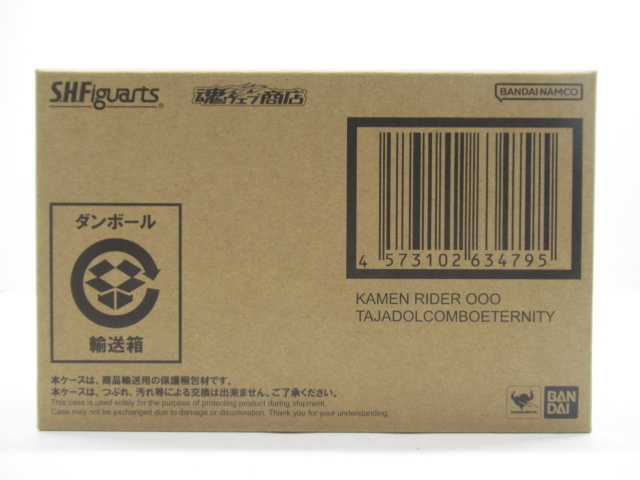 S.H.Figuarts
魂ウェブ商店
BANDAI NAMCO
4 573102 634795
KAMEN RIDER OOO
TAJADOLCOMBOETERNITY
ダンボール
輸送箱
本ケースは、商品輸送用の保護梱包材です。
本ケースは、つぶれ、汚れ等による交換は出来ません。ご了承ください。
This case is used solely for the purpose of protecting product during shipment.
Case may not be exchanged due to damage or discoloration. Thank you for your understanding.
BAN
DAI